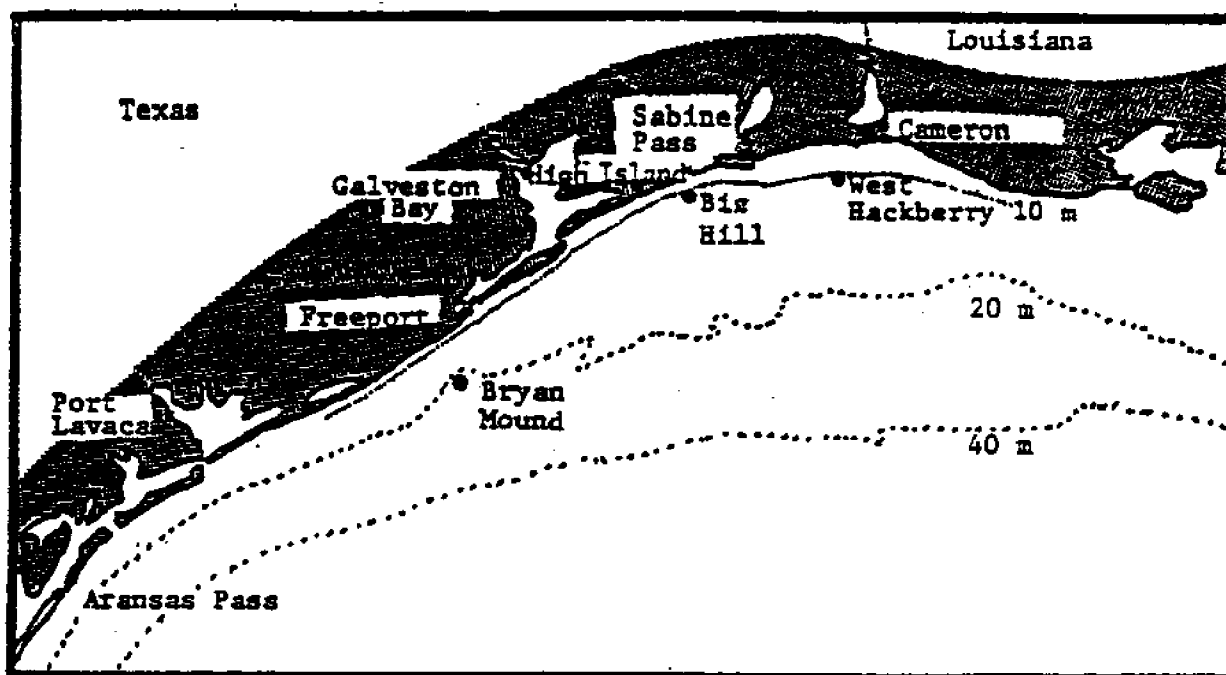 Louisiana
Texas
Sabine
Pass
Cameron
High Island
Galveston
Bay
Big
Hill
West
Hackberry
10 m
Freeport
20 m
Bryan
Mound
Port
Lavaca
40 m
Aransas Pass